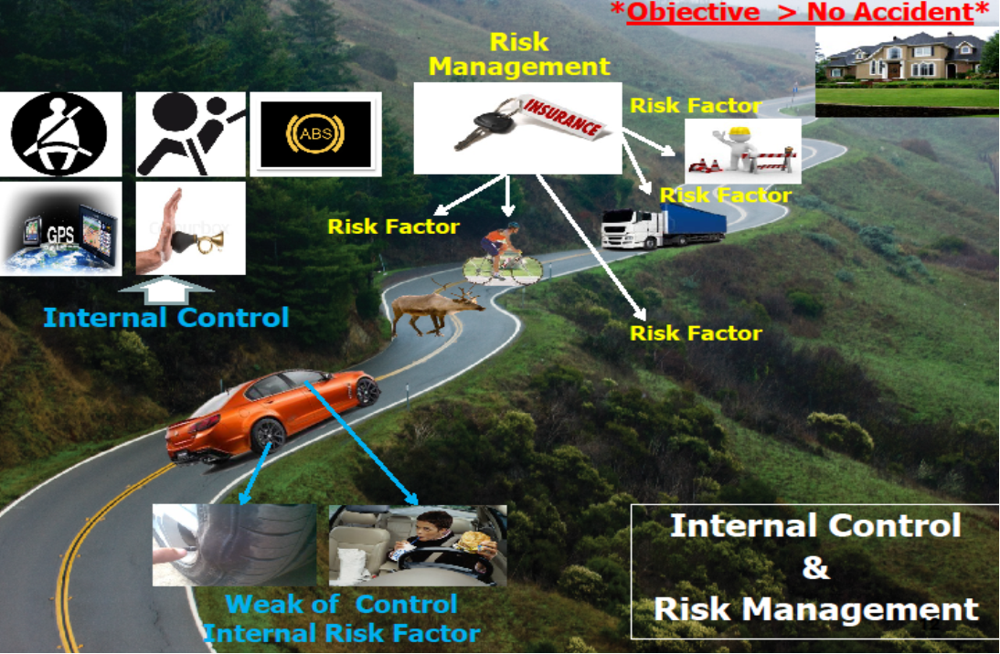 *Objective > No Accident*
Risk
Management
INSURANCE
Risk Factor
ABS
Risk Factor
Risk Factor
GPS
Internal Control
Risk Factor
Weak of Control
Internal Risk Factor
Internal Control
&
Risk Management